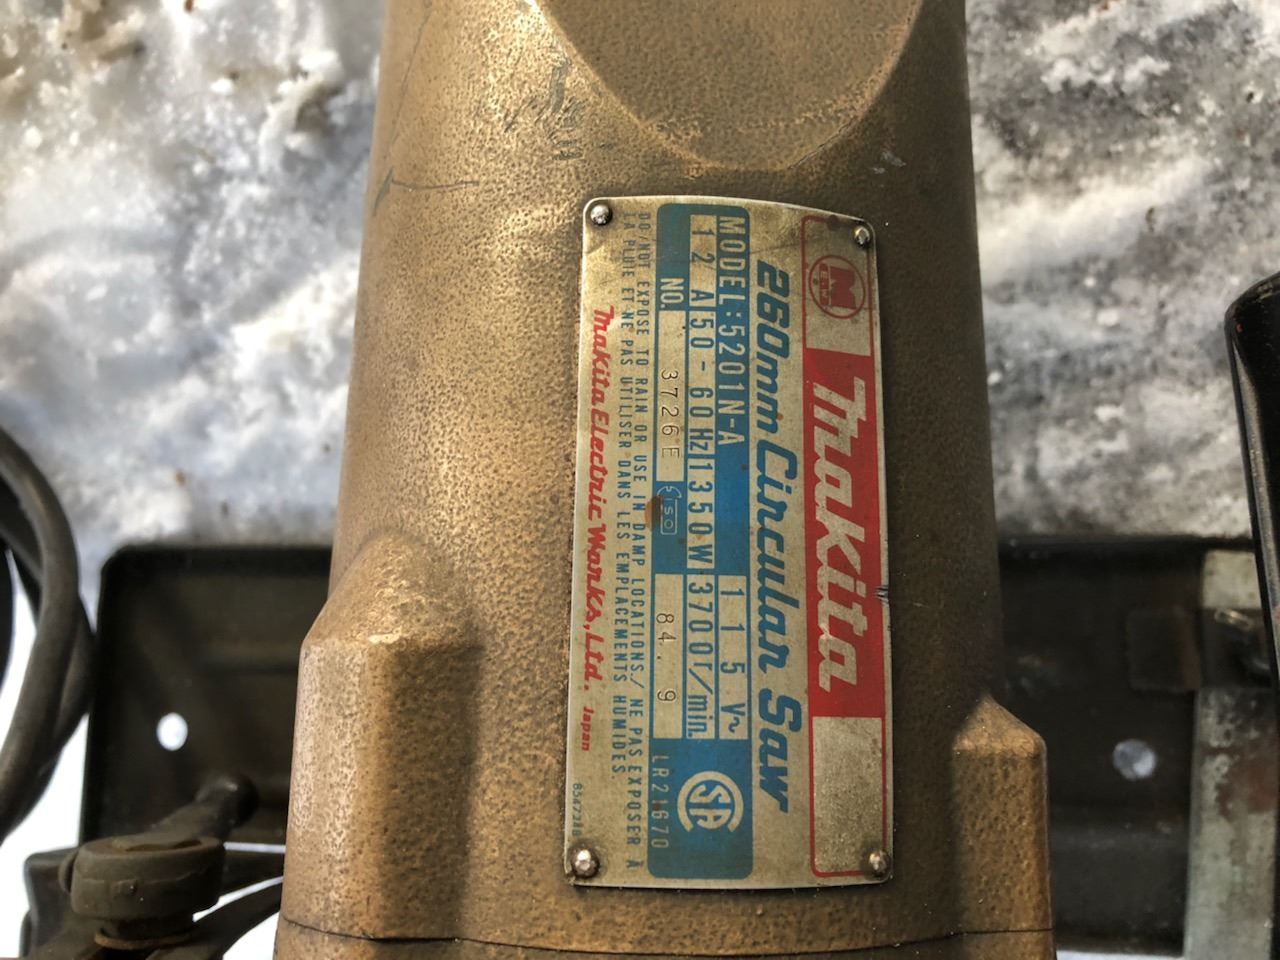 Makita
260mm Circular Saw
MODEL:5201N-A 115V~
12A 50-60Hz 1350W 3700r/min.
NO. 3726E 84.9
LR21670
DO NOT EXPOSE TO RAIN OR USE IN DAMP LOCATIONS./ NE PAS EXPOSER À
LA PLUIE ET NE PAS UTILISER DANS LES EMPLACEMENTS HUMIDES.
Makita Electric Works, Ltd. Japan